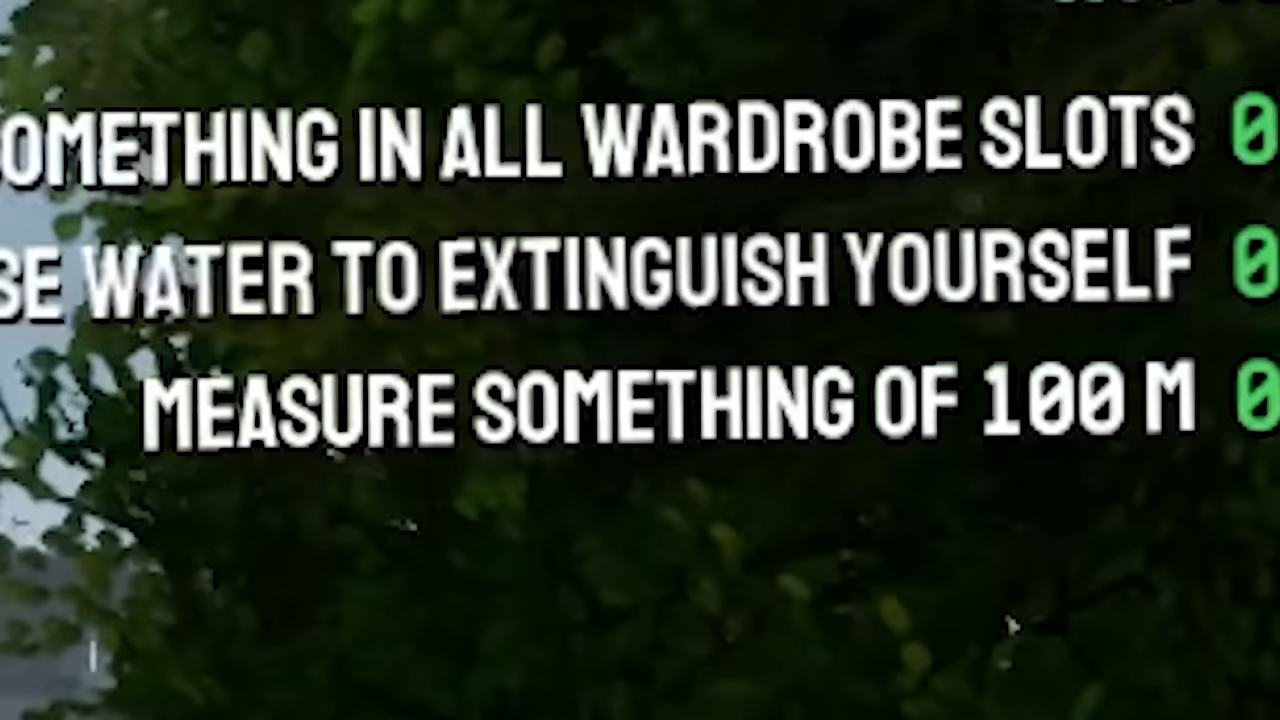 OMETHING IN ALL WARDROBE SLOTS 0
SE WATER TO EXTINGUISH YOURSELF 0
MEASURE SOMETHING OF 100 M 0